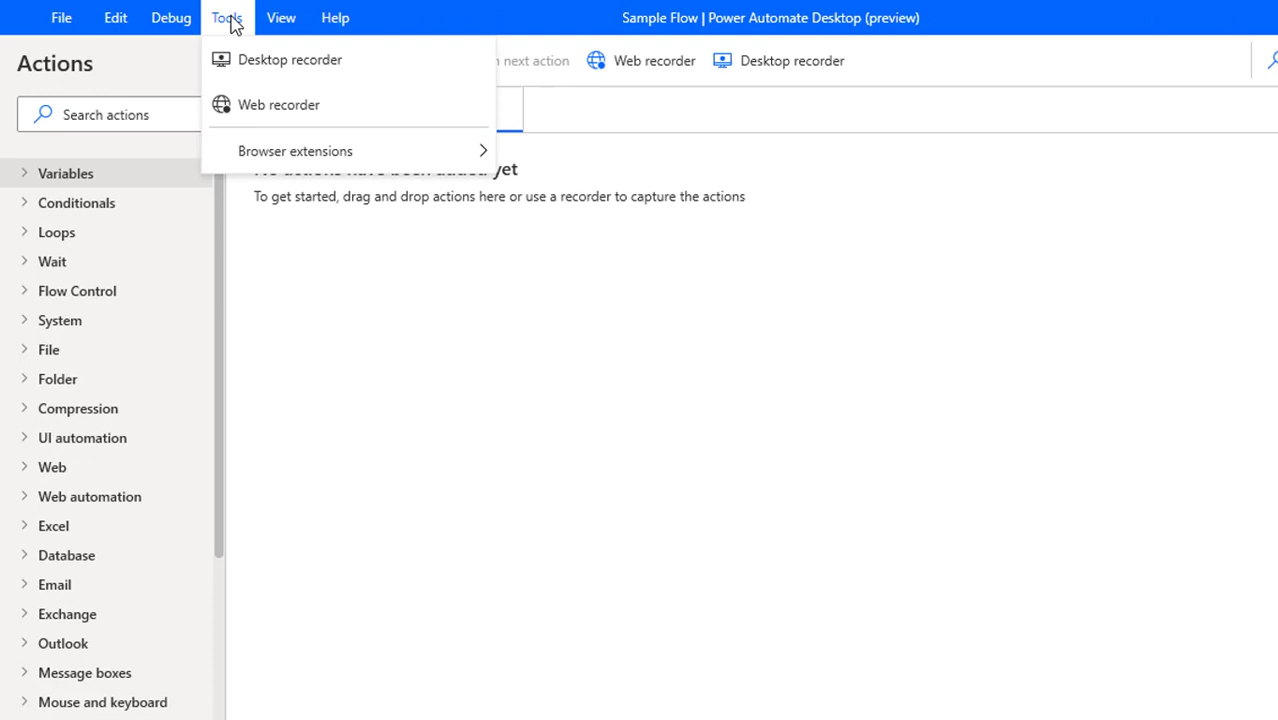 File Edit Debug Tools View Help Sample Flow | Power Automate Desktop (preview)
Actions
Desktop recorder
next action Web recorder Desktop recorder
Web recorder
Search actions
Browser extensions
Variables
yet
To get started, drag and drop actions here or use a recorder to capture the actions
Conditionals
Loops
Wait
Flow Control
System
File
Folder
Compression
UI automation
Web
Web automation
Excel
Database
Email
Exchange
Outlook
Message boxes
Mouse and keyboard